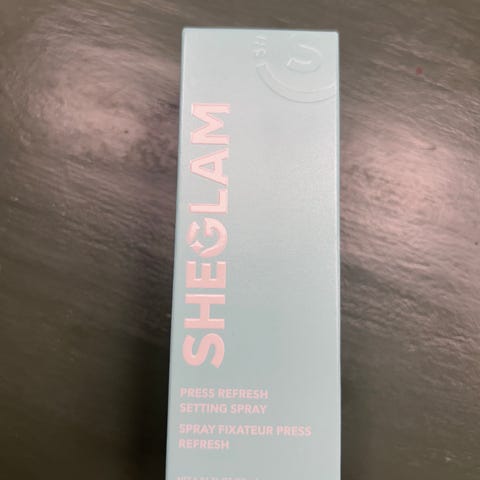 SHEGLAM
PRESS REFRESH
SETTING SPRAY
SPRAY FIXATEUR PRESS
REFRESH